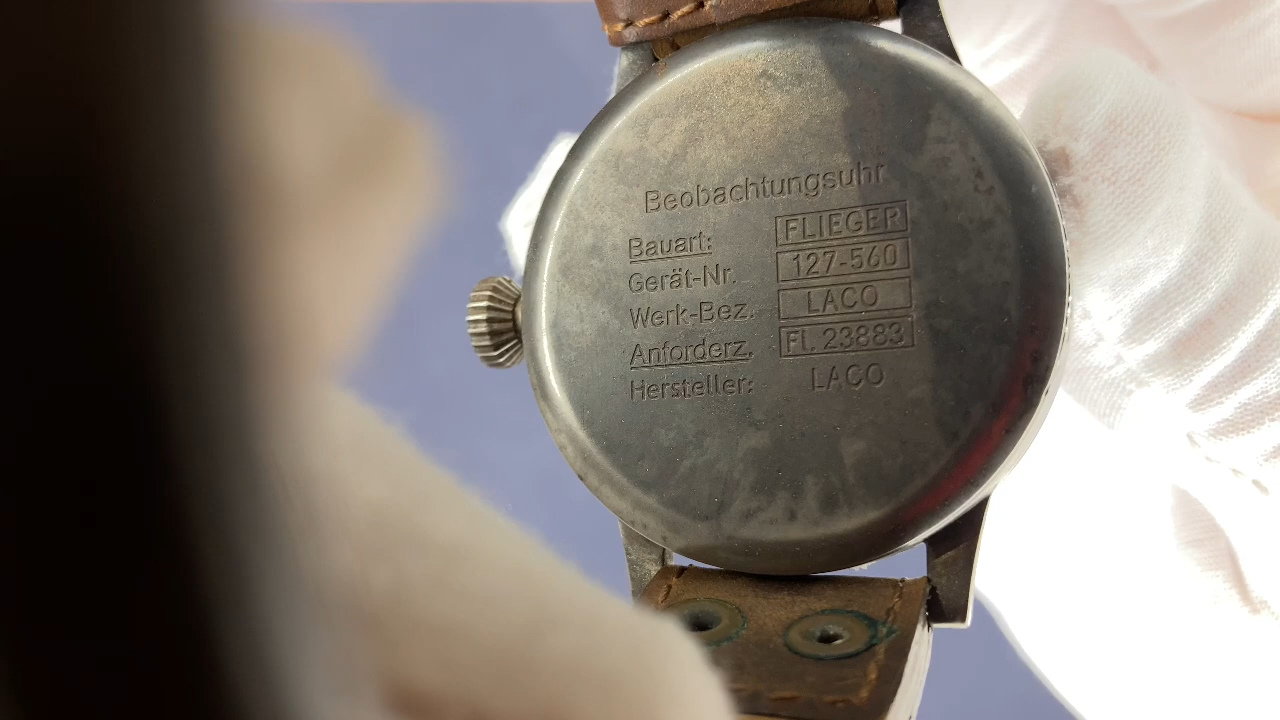 Beobachtungsuhr
Bauart: FLIEGER
Gerät-Nr. 127-560
Werk-Bez. LACO
Anforderz. Fl. 23883
Hersteller: LACO